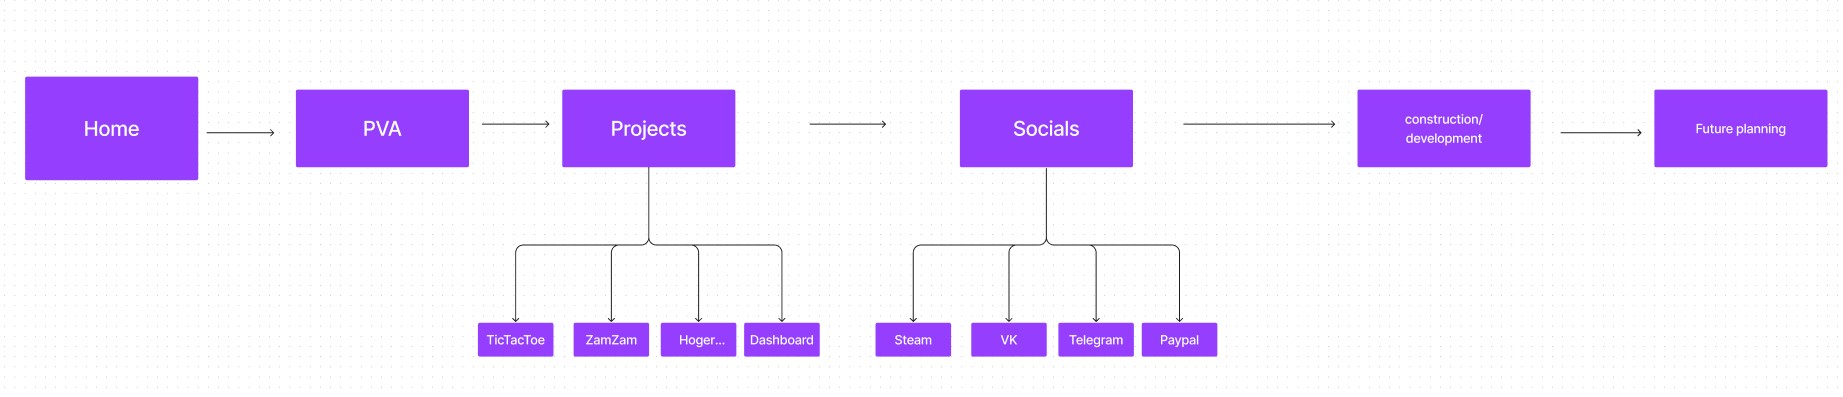 Home
PVA
Projects
Socials
construction/
development
Future planning
TicTacToe
ZamZam
Hoger...
Dashboard
Steam
VK
Telegram
Paypal